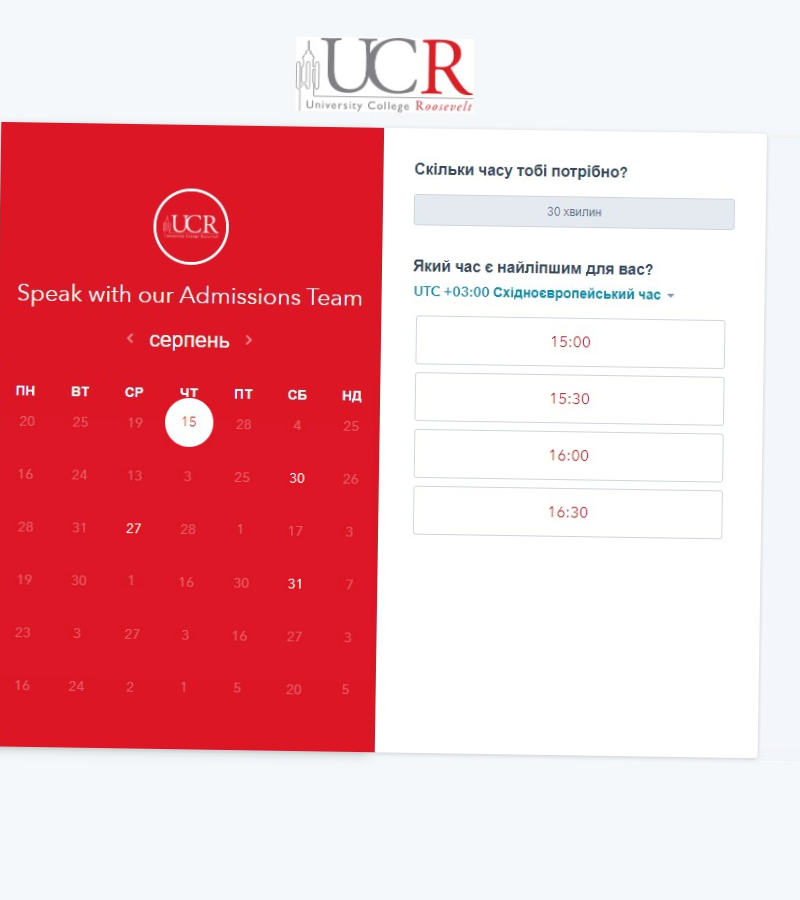 UCR
University College Roosevelt
UCR
Speak with our Admissions Team
серпень
ПН ВТ СР ЧТ ПТ СБ НД
20 25 19 15 28 4 25
16 24 13 3 25 30 26
28 31 27 28 1 17 3
19 30 1 16 30 31 7
23 3 27 3 16 27 3
16 24 2 1 5 20 5
Скільки часу тобі потрібно?
30 хвилин
Який час є найліпшим для вас?
UTC +03:00 Східноєвропейський час
15:00
15:30
16:00
16:30